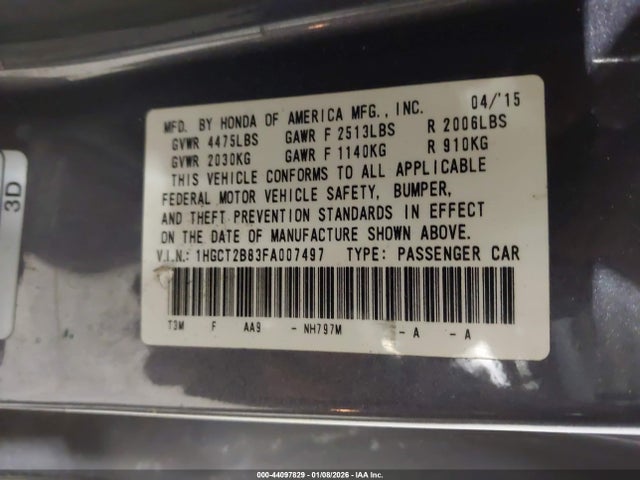 MFD. BY HONDA OF AMERICA MFG., INC. 04/'15
GVWR 4475LBS GAWR F 2513LBS R 2006LBS
GVWR 2030KG GAWR F 1140KG R 910KG
THIS VEHICLE CONFORMS TO ALL APPLICABLE
FEDERAL MOTOR VEHICLE SAFETY, BUMPER,
AND THEFT PREVENTION STANDARDS IN EFFECT
ON THE DATE OF MANUFACTURE SHOWN ABOVE.
V.I.N.: 1HGCT2B63FA007497 TYPE: PASSENGER CAR
T3M F AA9 - NH797M - A - A
3D
000-44097829 - 01/08/2026 - IAA Inc.